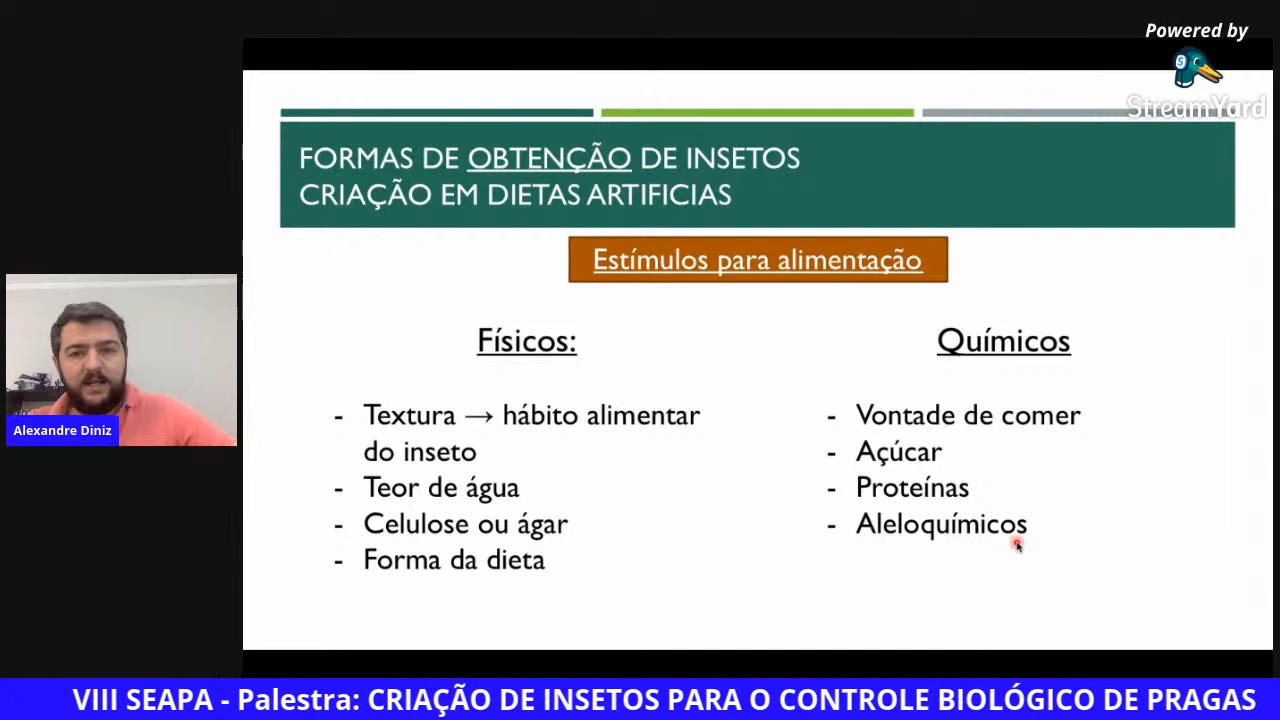 Powered by
StreamYard
FORMAS DE OBTENÇÃO DE INSETOS
CRIAÇÃO EM DIETAS ARTIFICIAS
Estímulos para alimentação
Físicos:
- Textura → hábito alimentar
do inseto
- Teor de água
- Celulose ou ágar
- Forma da dieta
Químicos
- Vontade de comer
- Açúcar
- Proteínas
- Aleloquímicos
Alexandre Diniz
VIII SEAPA - Palestra: CRIAÇÃO DE INSETOS PARA O CONTROLE BIOLÓGICO DE PRAGAS